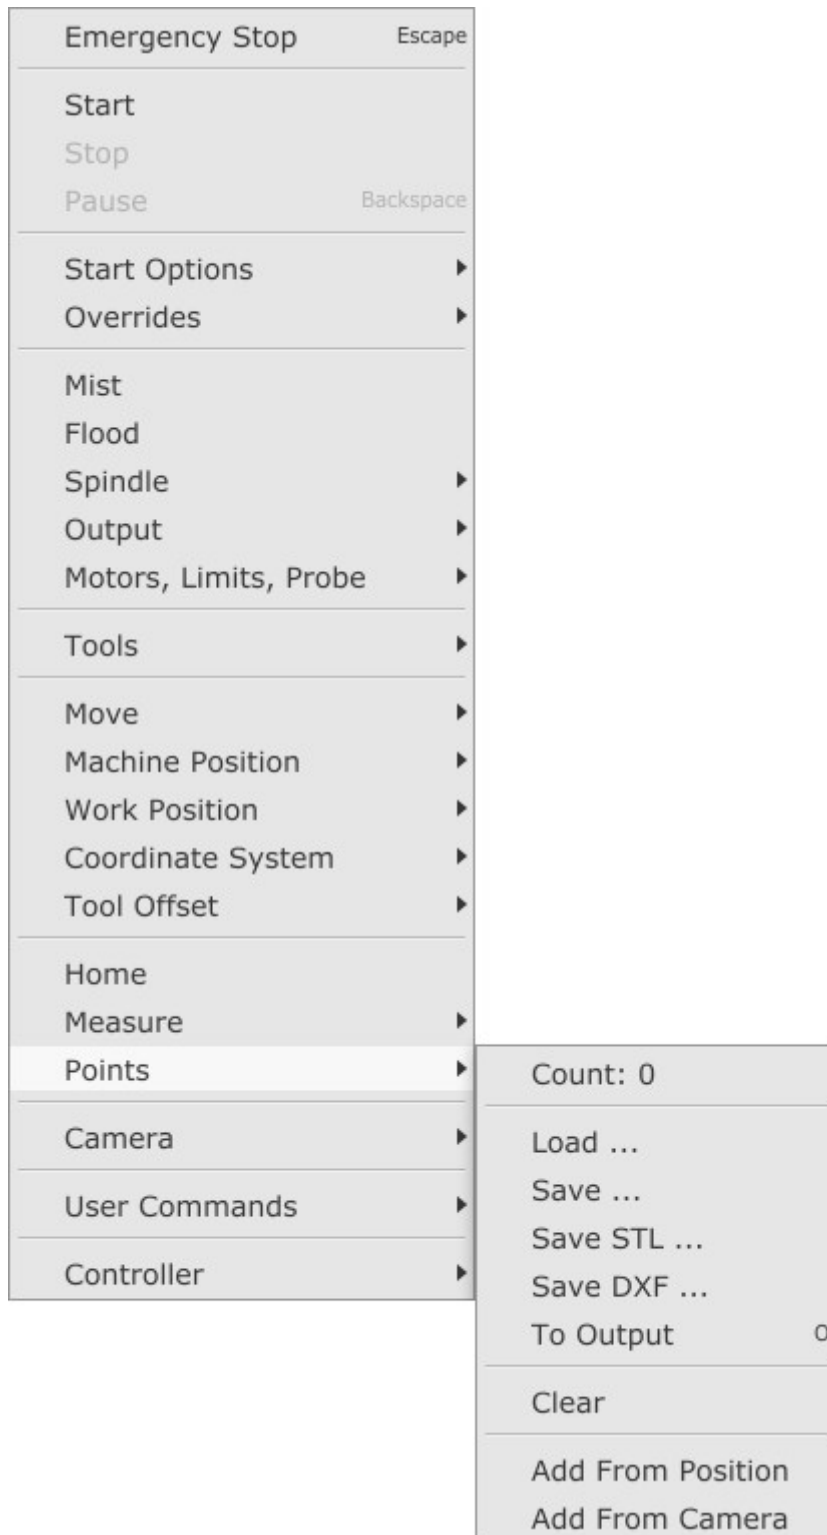 Emergency Stop Escape
Start
Stop
Pause Backspace
Start Options
Overrides
Mist
Flood
Spindle
Output
Motors, Limits, Probe
Tools
Move
Machine Position
Work Position
Coordinate System
Tool Offset
Home
Measure
Points
Camera
User Commands
Controller
Count: 0
Load ...
Save ...
Save STL ...
Save DXF ...
To Output
Clear
Add From Position
Add From Camera